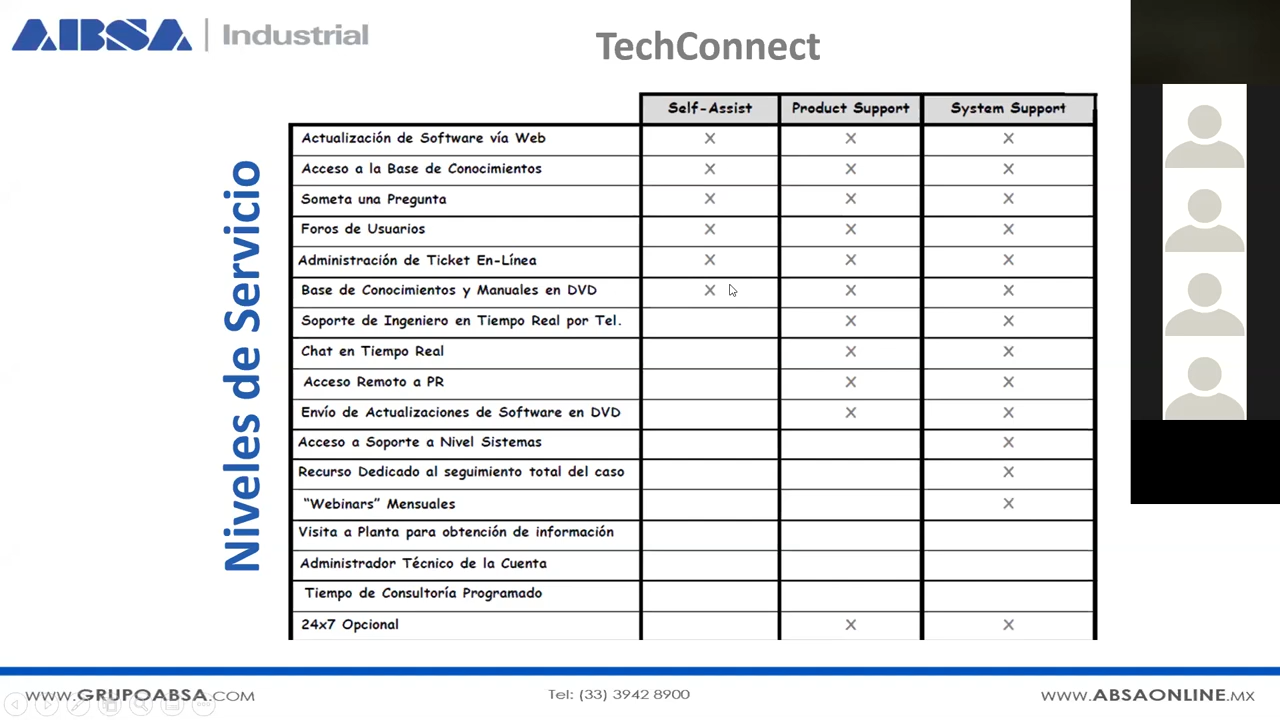 ABSA | Industrial
TechConnect
Niveles de Servicio
Self-Assist Product Support System Support
Actualización de Software vía Web X X X
Acceso a la Base de Conocimientos X X X
Someta una Pregunta X X X
Foros de Usuarios X X X
Administración de Ticket En-Línea X X X
Base de Conocimientos y Manuales en DVD X X X
Soporte de Ingeniero en Tiempo Real por Tel. X X
Chat en Tiempo Real X X
Acceso Remoto a PR X X
Envío de Actualizaciones de Software en DVD X X
Acceso a Soporte a Nivel Sistemas X
Recurso Dedicado al seguimiento total del caso X
“Webinars” Mensuales X
Visita a Planta para obtención de información
Administrador Técnico de la Cuenta
Tiempo de Consultoría Programado
24x7 Opcional X X
WWW.GRUPOABSA.COM Tel: (33) 3942 8900 WWW.ABSAONLINE.MX